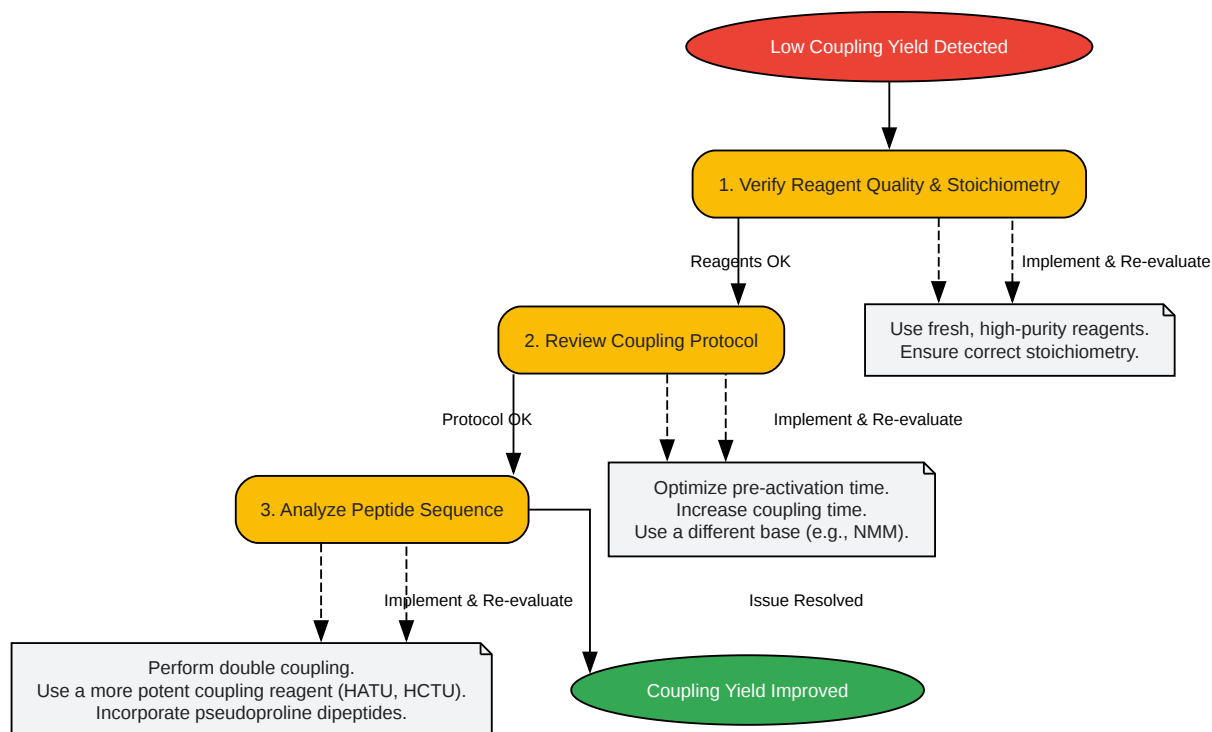 Low Coupling Yield Detected
1. Verify Reagent Quality & Stoichiometry
Reagents OK
Implement & Re-evaluate
Use fresh, high-purity reagents.
Ensure correct stoichiometry.
2. Review Coupling Protocol
Protocol OK
Implement & Re-evaluate
Optimize pre-activation time.
Increase coupling time.
Use a different base (e.g., NMM).
3. Analyze Peptide Sequence
Implement & Re-evaluate
Issue Resolved
Perform double coupling.
Use a more potent coupling reagent (HATU, HCTU).
Incorporate pseudoproline dipeptides.
Coupling Yield Improved